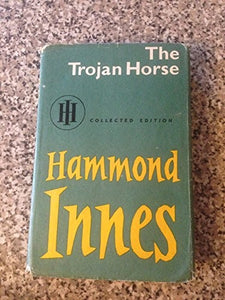 The
Trojan Horse
HI
COLLECTED EDITION
Hammond
Innes